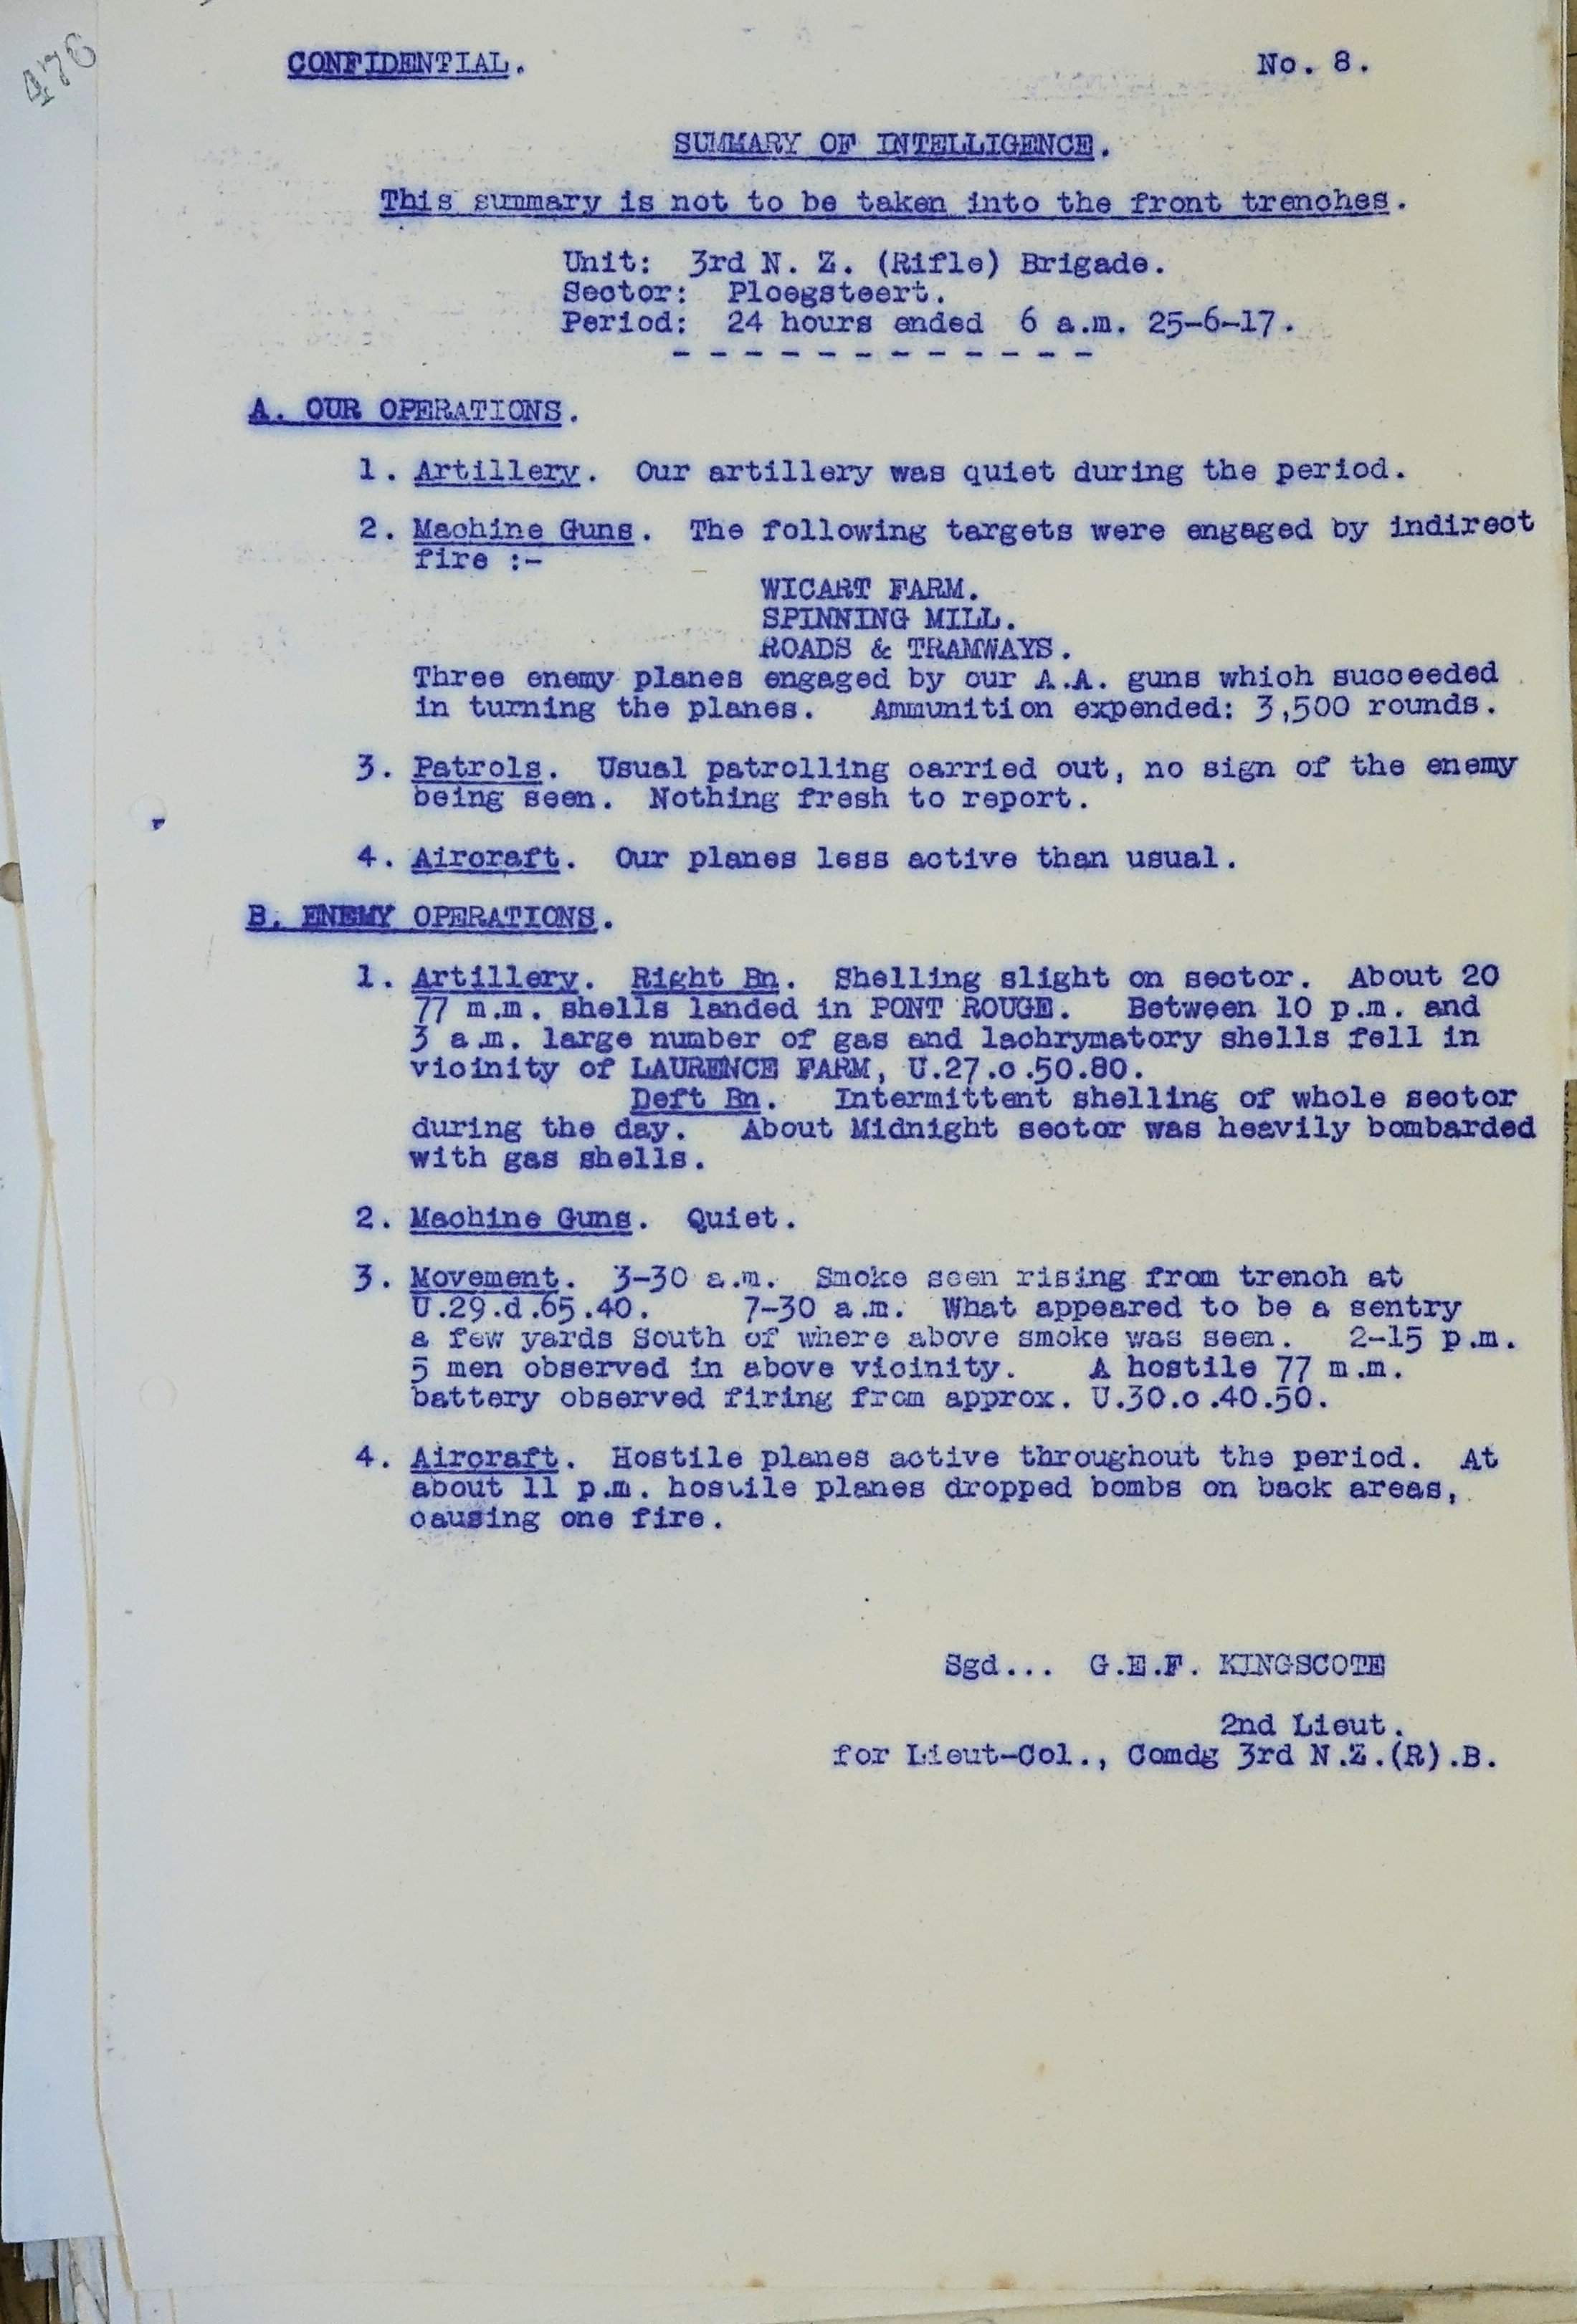 476
CONFIDENTIAL. No. 8.
SUMMARY OF INTELLIGENCE.
This summary is not to be taken into the front trenches.
Unit: 3rd N. Z. (Rifle) Brigade.
Sector: Ploegsteert.
Period: 24 hours ended 6 a.m. 25-6-17.
- - - - - - - - - - - -
A. OUR OPERATIONS.
1. Artillery. Our artillery was quiet during the period.
2. Machine Guns. The following targets were engaged by indirect
fire :-
WICART FARM.
SPINNING MILL.
ROADS & TRAMWAYS.
Three enemy planes engaged by our A.A. guns which succeeded
in turning the planes. Ammunition expended: 3,500 rounds.
3. Patrols. Usual patrolling carried out, no sign of the enemy
being seen. Nothing fresh to report.
4. Aircraft. Our planes less active than usual.
B. ENEMY OPERATIONS.
1. Artillery. Right Bn. Shelling slight on sector. About 20
77 m.m. shells landed in PONT ROUGE. Between 10 p.m. and
3 a.m. large number of gas and lachrymatory shells fell in
vicinity of LAURENCE FARM, U.27.c.50.80.
Deft Bn. Intermittent shelling of whole sector
during the day. About Midnight sector was heavily bombarded
with gas shells.
2. Machine Guns. Quiet.
3. Movement. 3-30 a.m. Smoke seen rising from trench at
U.29.d.65.40. 7-30 a.m. What appeared to be a sentry
a few yards South of where above smoke was seen. 2-15 p.m.
5 men observed in above vicinity. A hostile 77 m.m.
battery observed firing from approx. U.30.c.40.50.
4. Aircraft. Hostile planes active throughout the period. At
about 11 p.m. hostile planes dropped bombs on back areas,
causing one fire.
Sgd... G.E.F. KINGSCOTE
2nd Lieut.
for Lieut-Col., Comdg 3rd N.Z.(R).B.